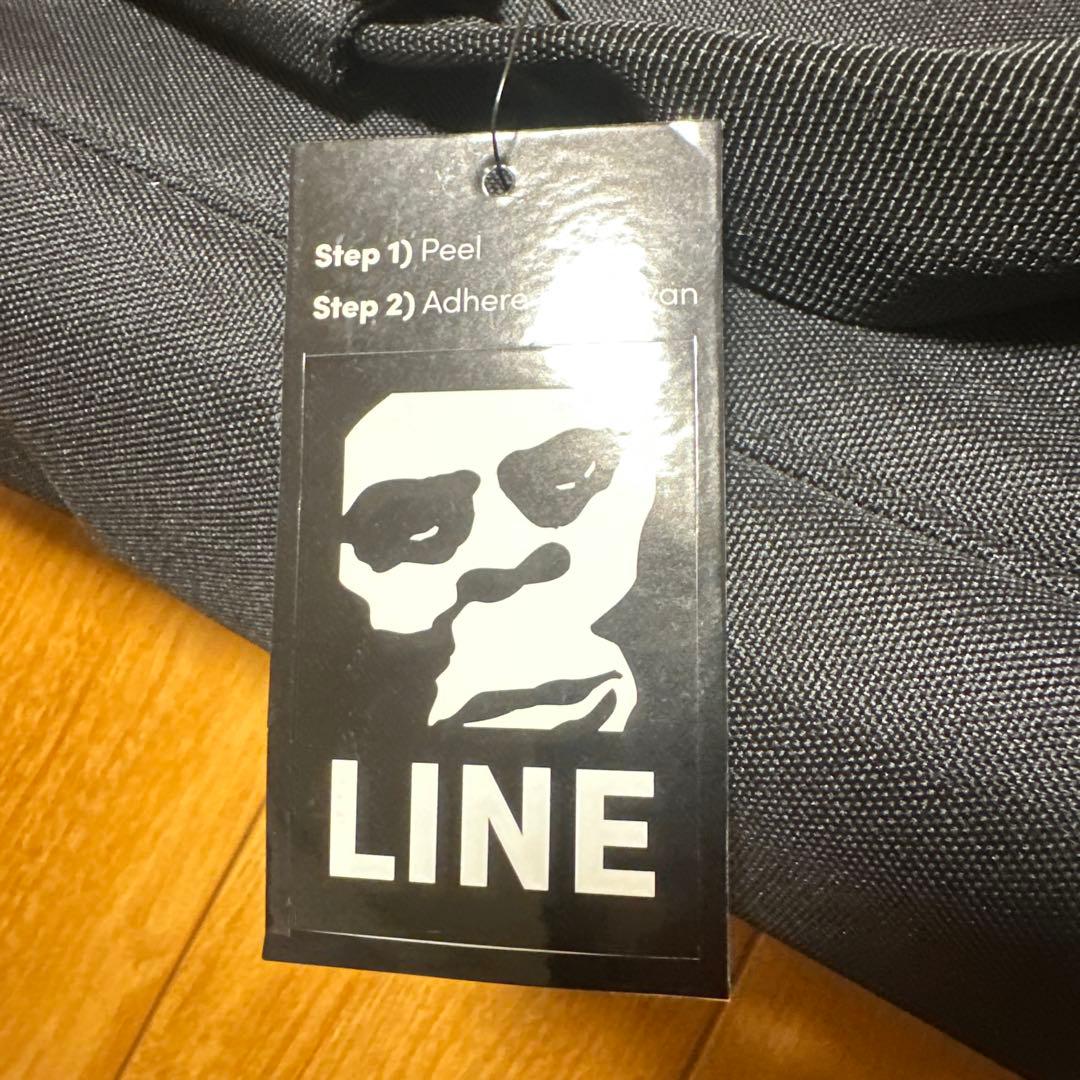 Step 1) Peel
Step 2) Adhere
LINE